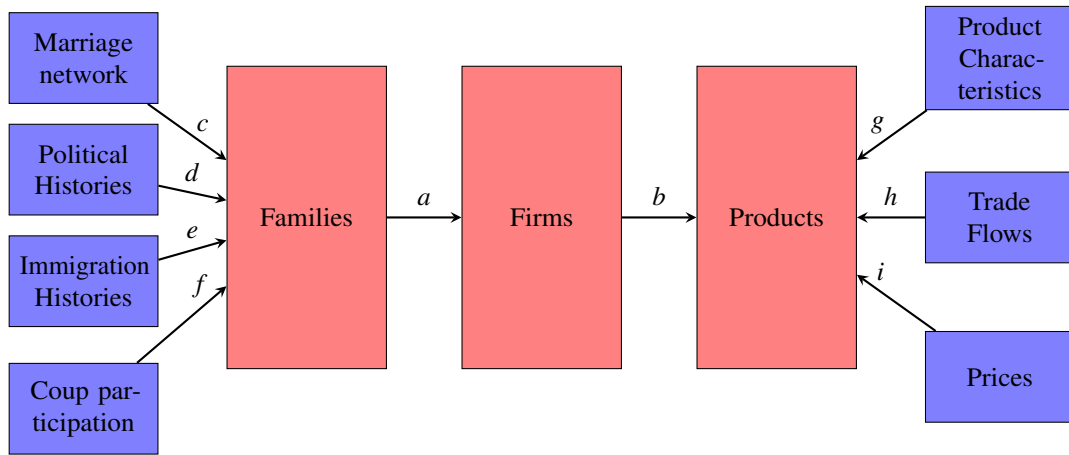 Marriage
network
Political
Histories
Immigration
Histories
Coup par-
ticipation
c
d
e
f
Families
a
Firms
b
Products
g
h
i
Product
Charac-
teristics
Trade
Flows
Prices